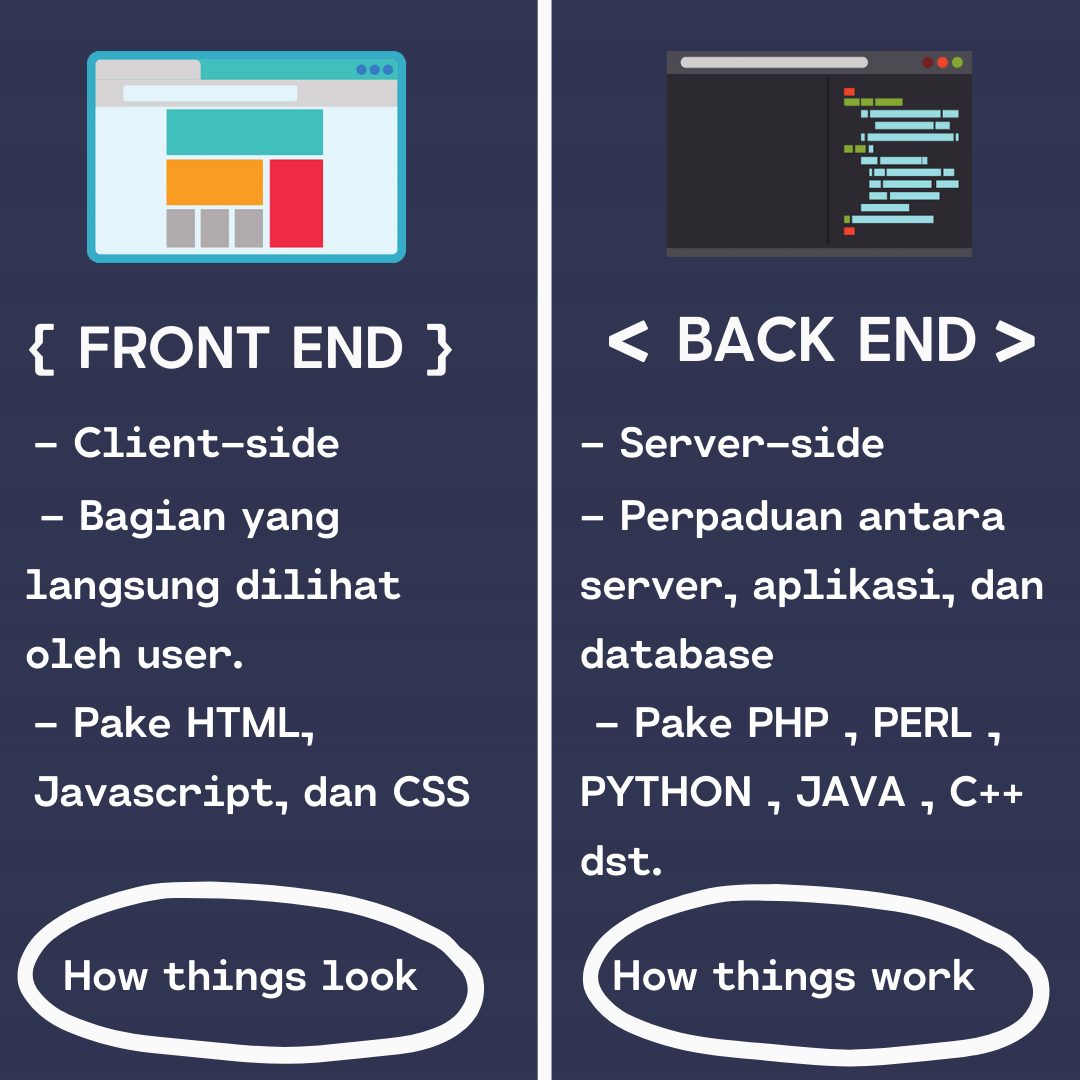 { FRONT END }
– Client–side
– Bagian yang
langsung dilihat
oleh user.
– Pake HTML,
Javascript, dan CSS
How things look
< BACK END >
– Server–side
– Perpaduan antara
server, aplikasi, dan
database
– Pake PHP , PERL ,
PYTHON , JAVA , C++
dst.
How things work